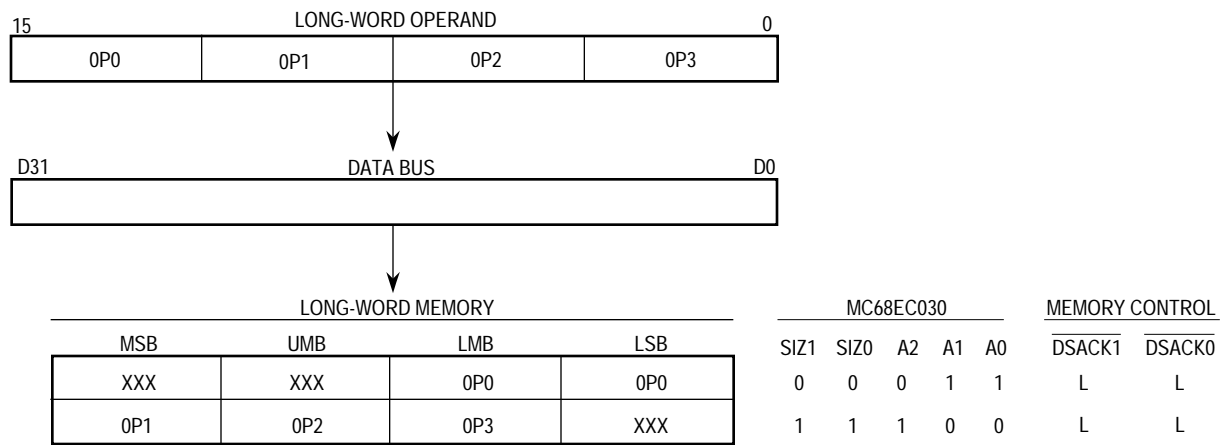 LONG-WORD OPERAND
15 0
0P0 0P1 0P2 0P3
D31 DATA BUS D0
LONG-WORD MEMORY MC68EC030 MEMORY CONTROL
MSB UMB LMB LSB SIZ1 SIZ0 A2 A1 A0 DSACK1 DSACK0
XXX XXX 0P0 0P0 0 0 0 1 1 L L
0P1 0P2 0P3 XXX 1 1 1 0 0 L L